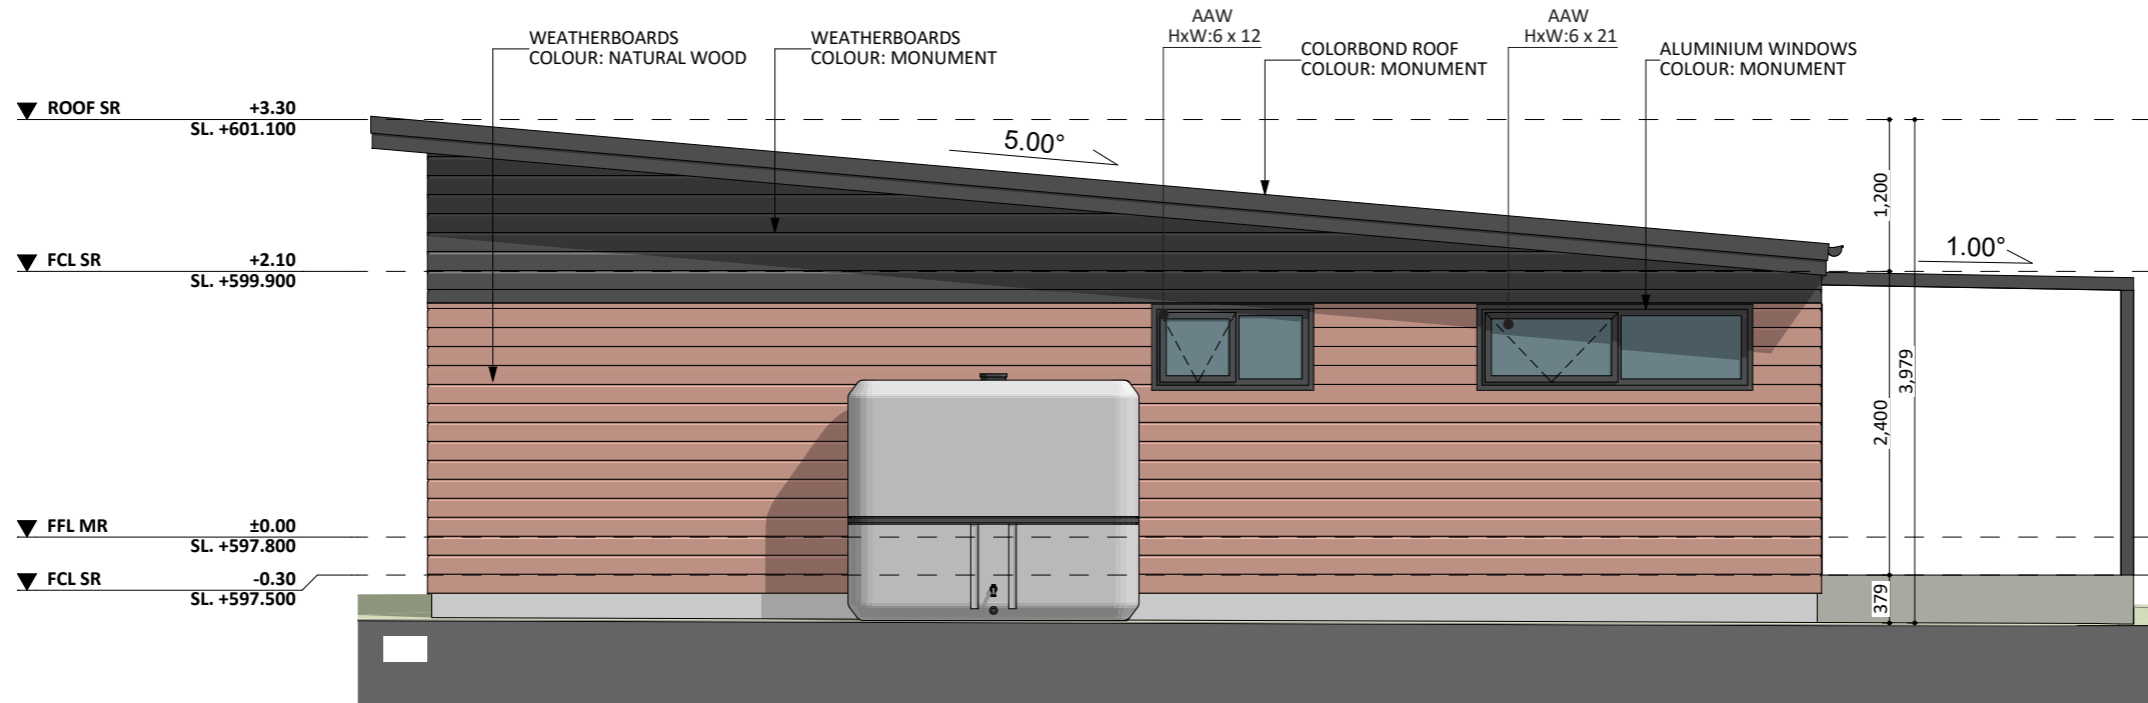 AAW
HxW:6 x 12
AAW
HxW:6 x 21
WEATHERBOARDS
COLOUR: NATURAL WOOD
WEATHERBOARDS
COLOUR: MONUMENT
COLORBOND ROOF
COLOUR: MONUMENT
ALUMINIUM WINDOWS
COLOUR: MONUMENT
ROOF SR +3.30
SL. +601.100
5.00°
1,200
FCL SR +2.10
SL. +599.900
1.00°
3,979
2,400
FFL MR ±0.00
SL. +597.800
FCL SR -0.30
SL. +597.500
379